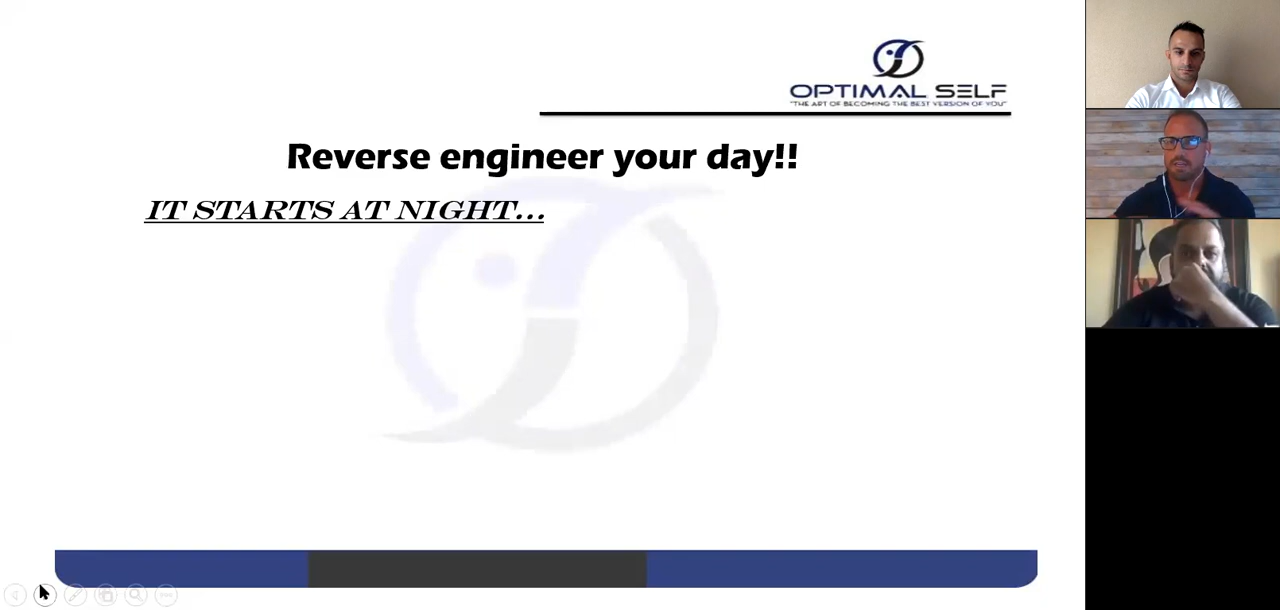 OPTIMAL SELF
"THE ART OF BECOMING THE BEST VERSION OF YOU"
Reverse engineer your day!!
IT STARTS AT NIGHT...